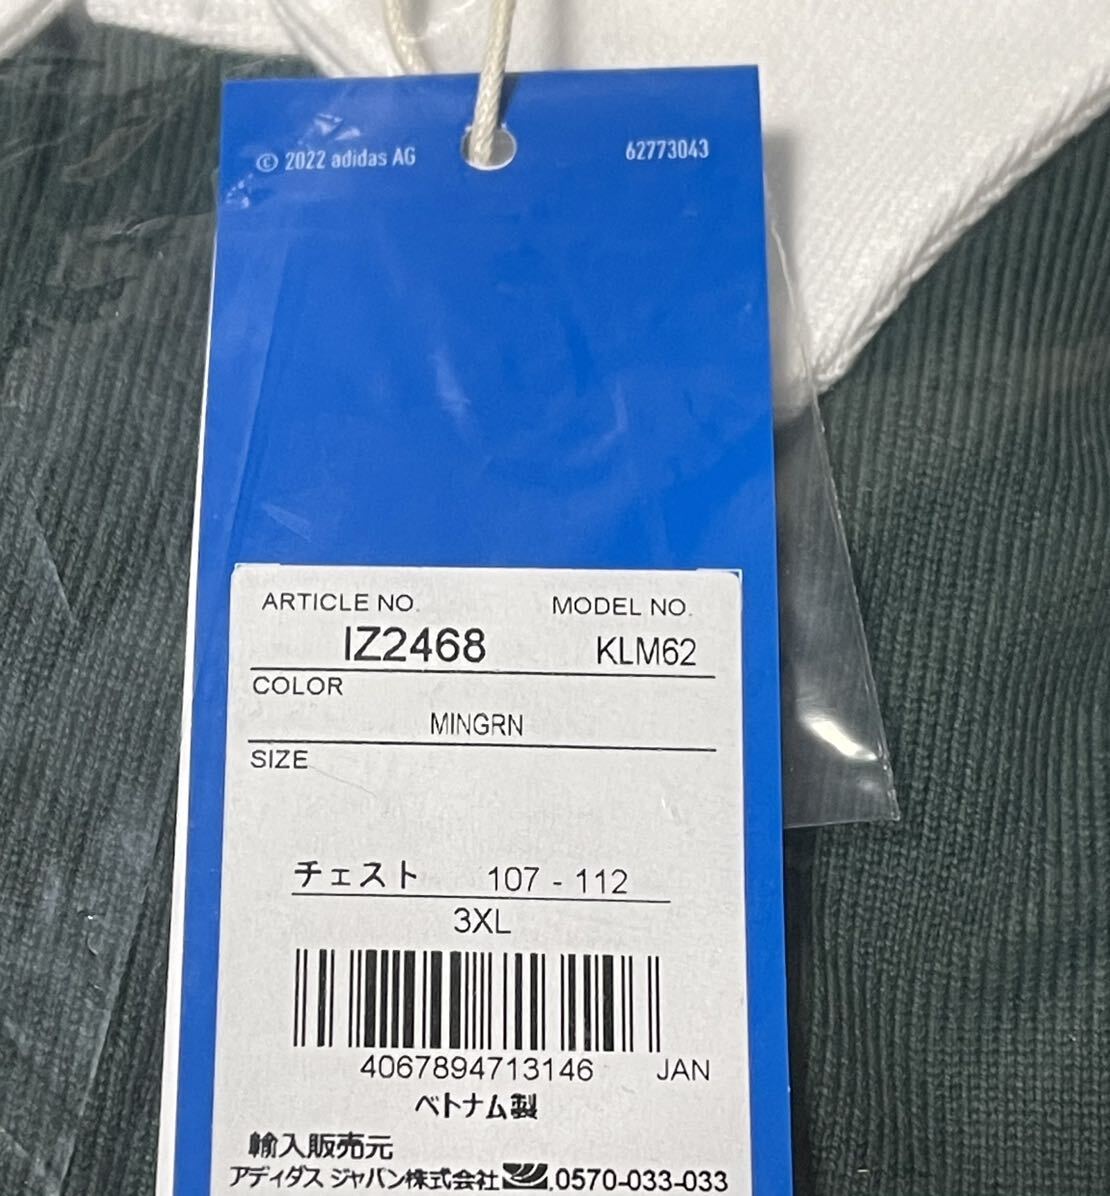 © 2022 adidas AG 62773043
ARTICLE NO. MODEL NO.
IZ2468 KLM62
COLOR
MINGRN
SIZE
チェスト 107 - 112
3XL
4067894713146 JAN
ベトナム製
輸入販売元
アディダス ジャパン株式会社 .0570-033-033